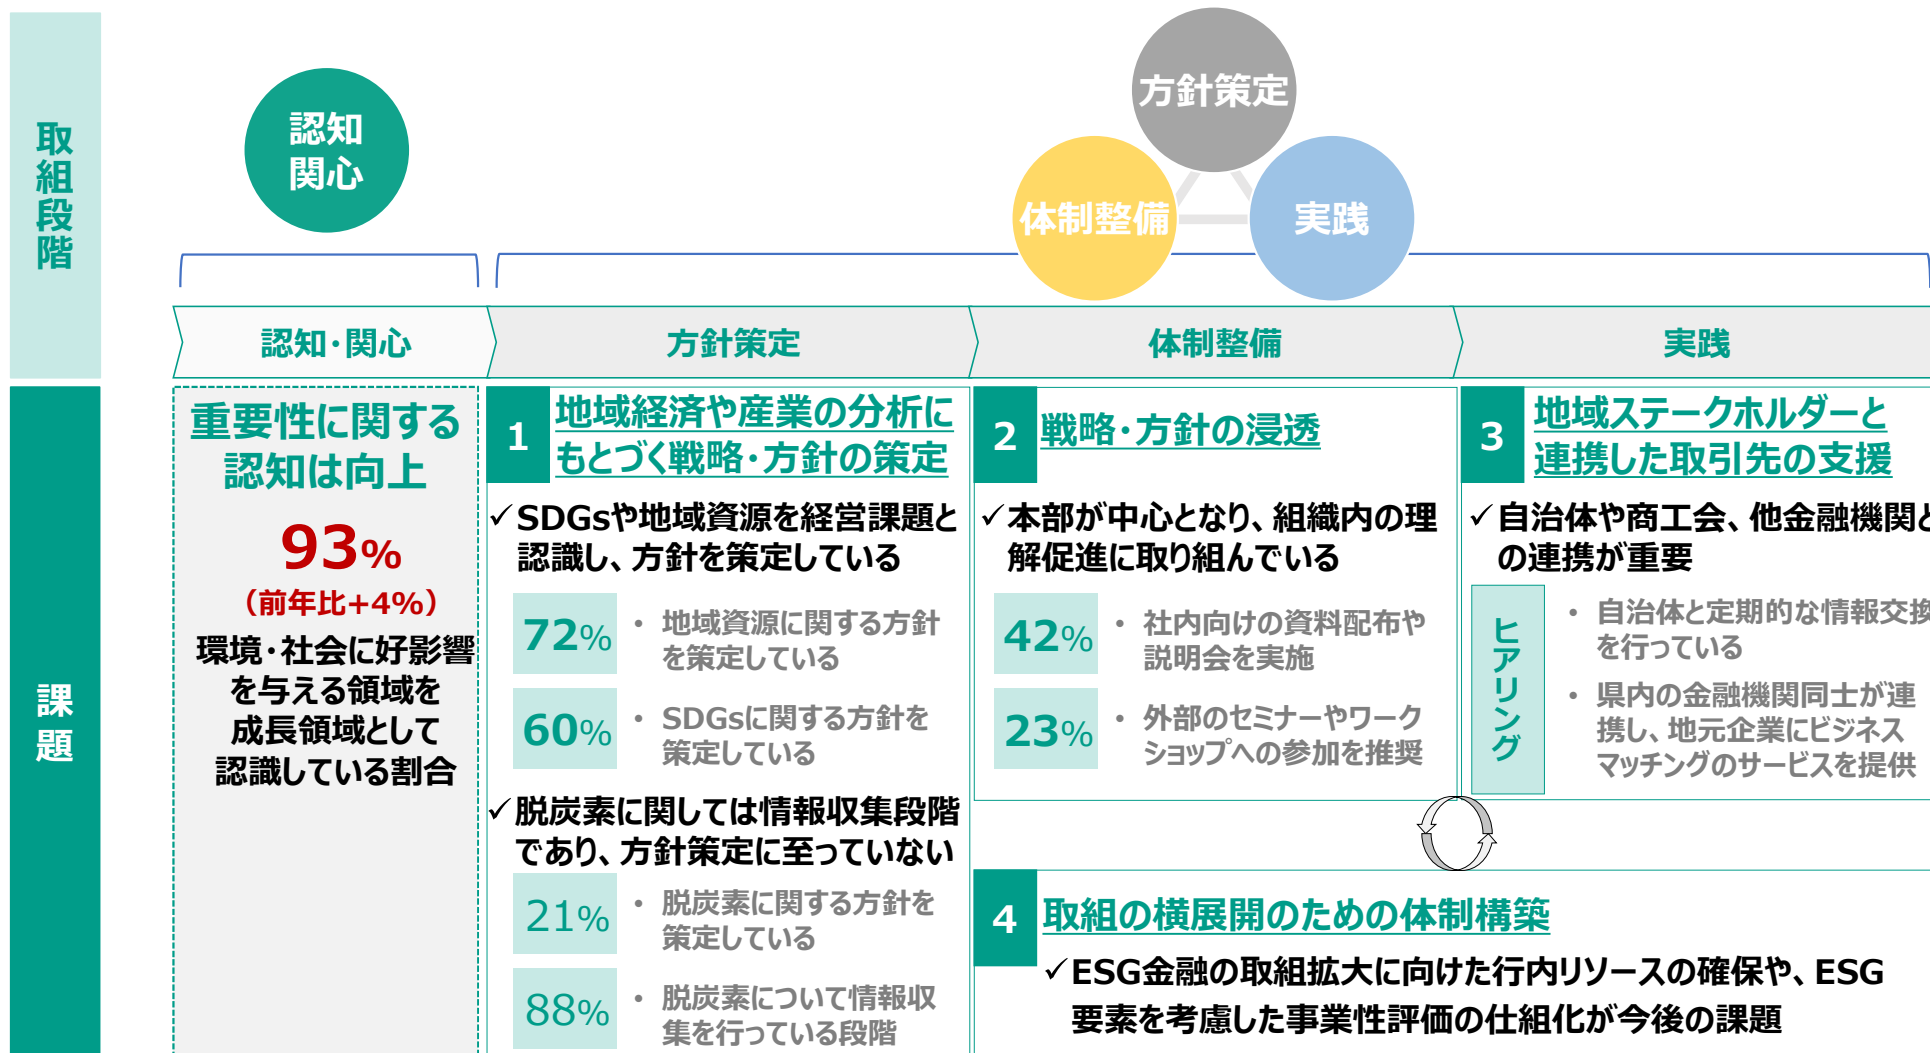 取組段階
認知
関心
方針策定
体制整備
実践
認知・関心
方針策定
体制整備
実践
課題
重要性に関する
認知は向上
93%
（前年比+4%）
環境・社会に好影響
を与える領域を
成長領域として
認識している割合
1
地域経済や産業の分析に
もとづく戦略・方針の策定
✓SDGsや地域資源を経営課題と
認識し、方針を策定している
72%
・ 地域資源に関する方針
を策定している
60%
・ SDGsに関する方針を
策定している
✓脱炭素に関しては情報収集段階
であり、方針策定に至っていない
21%
・ 脱炭素に関する方針を
策定している
88%
・ 脱炭素について情報収
集を行っている段階
2
戦略・方針の浸透
✓本部が中心となり、組織内の理
解促進に取り組んでいる
42%
・ 社内向けの資料配布や
説明会を実施
23%
・ 外部のセミナーやワーク
ショップへの参加を推奨
3
地域ステークホルダーと
連携した取引先の支援
✓自治体や商工会、他金融機関と
の連携が重要
ヒアリング
・ 自治体と定期的な情報交換
を行っている
・ 県内の金融機関同士が連
携し、地元企業にビジネス
マッチングのサービスを提供
4
取組の横展開のための体制構築
✓ESG金融の取組拡大に向けた行内リソースの確保や、ESG
要素を考慮した事業性評価の仕組化が今後の課題